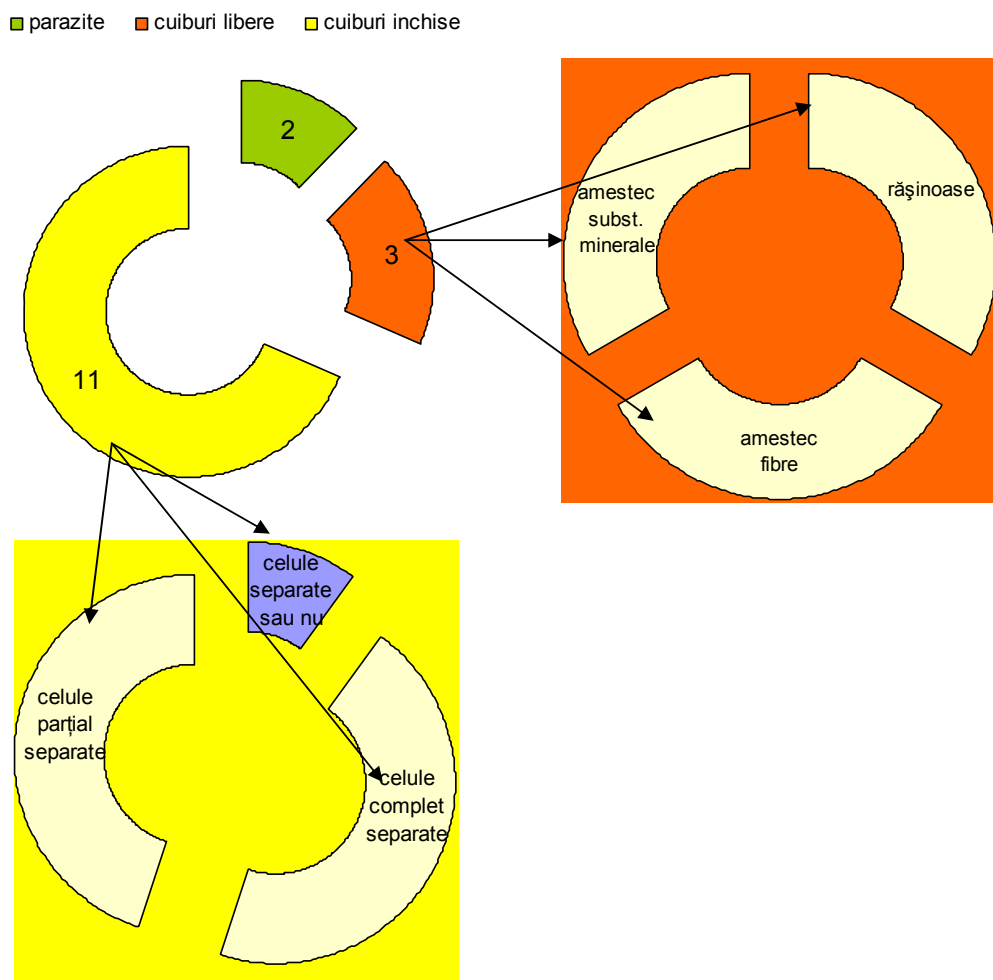 parazite cuiburi libere cuiburi inchise
2
3
11
amestec
subst.
minerale
răşinoase
amestec
fibre
celule
separate
sau nu
celule
parţial
separate
celule
complet
separate